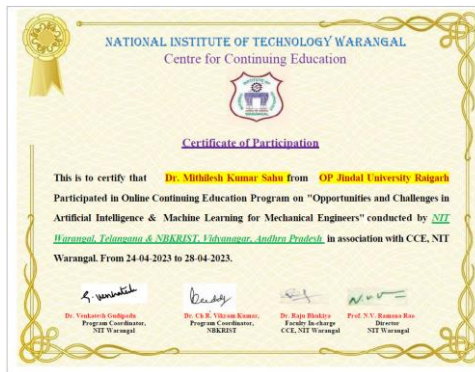 NATIONAL INSTITUTE OF TECHNOLOGY WARANGAL
Centre for Continuing Education
Certificate of Participation
This is to certify that Dr. Mithilesh Kumar Sahu from OP Jindal University Raigarh
Participated in Online Continuing Education Program on "Opportunities and Challenges in
Artificial Intelligence & Machine Learning for Mechanical Engineers" conducted by NIT
Warangal, Telangana & NBKRIST, Vidyanagar, Andhra Pradesh in association with CCE, NIT
Warangal. From 24-04-2023 to 28-04-2023.
Dr. Venkatesh Gudipadu
Program Coordinator,
NIT Warangal
Dr. Ch R. Vikram Kumar,
Program Coordinator,
NBKRIST
Dr. Raju Bhukiya
Faculty In-charge
CCE, NIT Warangal
Prof. N.V. Ramana Rao
Director
NIT Warangal